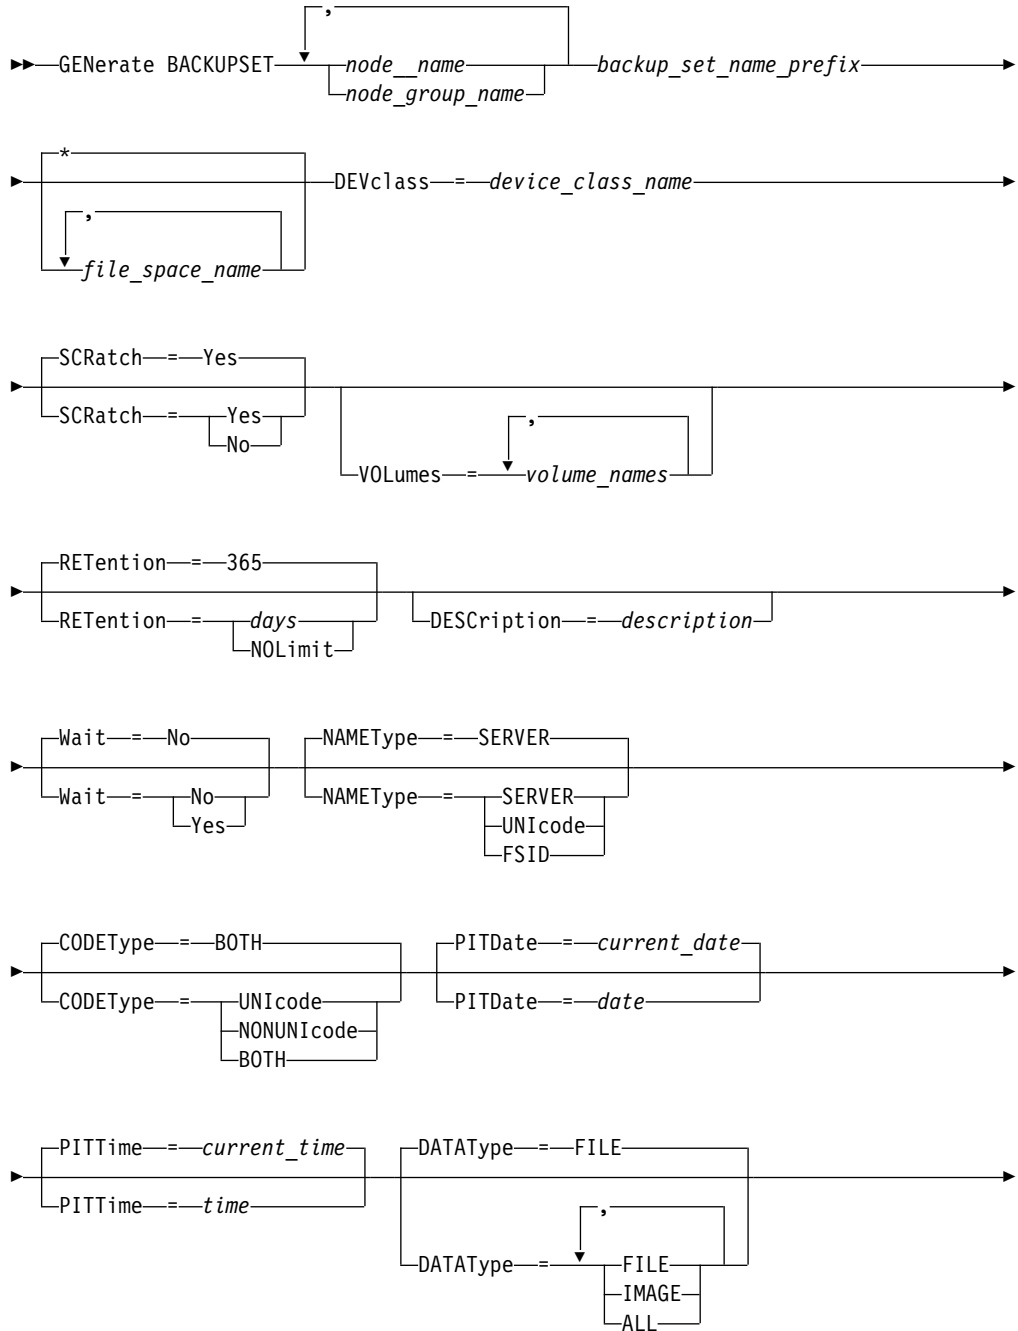 ,
GENerate BACKUPSET node__name backup_set_name_prefix
node_group_name
*
DEVclass = device_class_name
,
file_space_name
SCRatch = Yes
SCRatch = Yes
No
,
VOLumes = volume_names
RETention = 365
RETention = days
NOLimit
DESCription = description
Wait = No
Wait = No
Yes
NAMEType = SERVER
NAMEType = SERVER
UNIcode
FSID
CODEType = BOTH
CODEType = UNIcode
NONUNIcode
BOTH
PITDate = current_date
PITDate = date
PITTime = current_time
PITTime = time
DATAType = FILE
,
DATAType = FILE
IMAGE
ALL